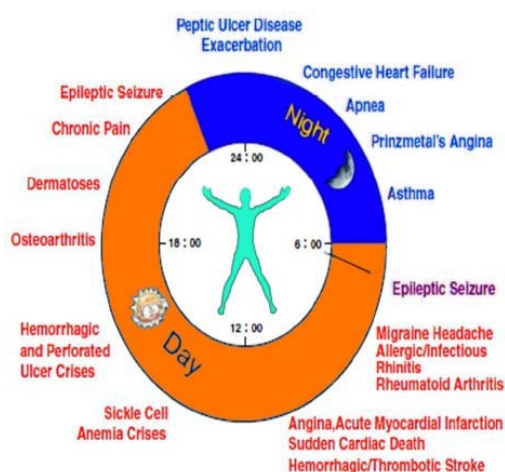 Peptic Ulcer Disease
Exacerbation
Congestive Heart Failure
Epileptic Seizure
Apnea
Night
Chronic Pain
Prinzmetal's Angina
24:00
Dermatoses
Asthma
Osteoarthritis
18:00
6:00
Epileptic Seizure
12:00
Day
Hemorrhagic
and Perforated
Ulcer Crises
Migraine Headache
Allergic/Infectious
Rhinitis
Rheumatoid Arthritis
Sickle Cell
Anemia Crises
Angina,Acute Myocardial Infarction
Sudden Cardiac Death
Hemorrhagic/Thrombotic Stroke